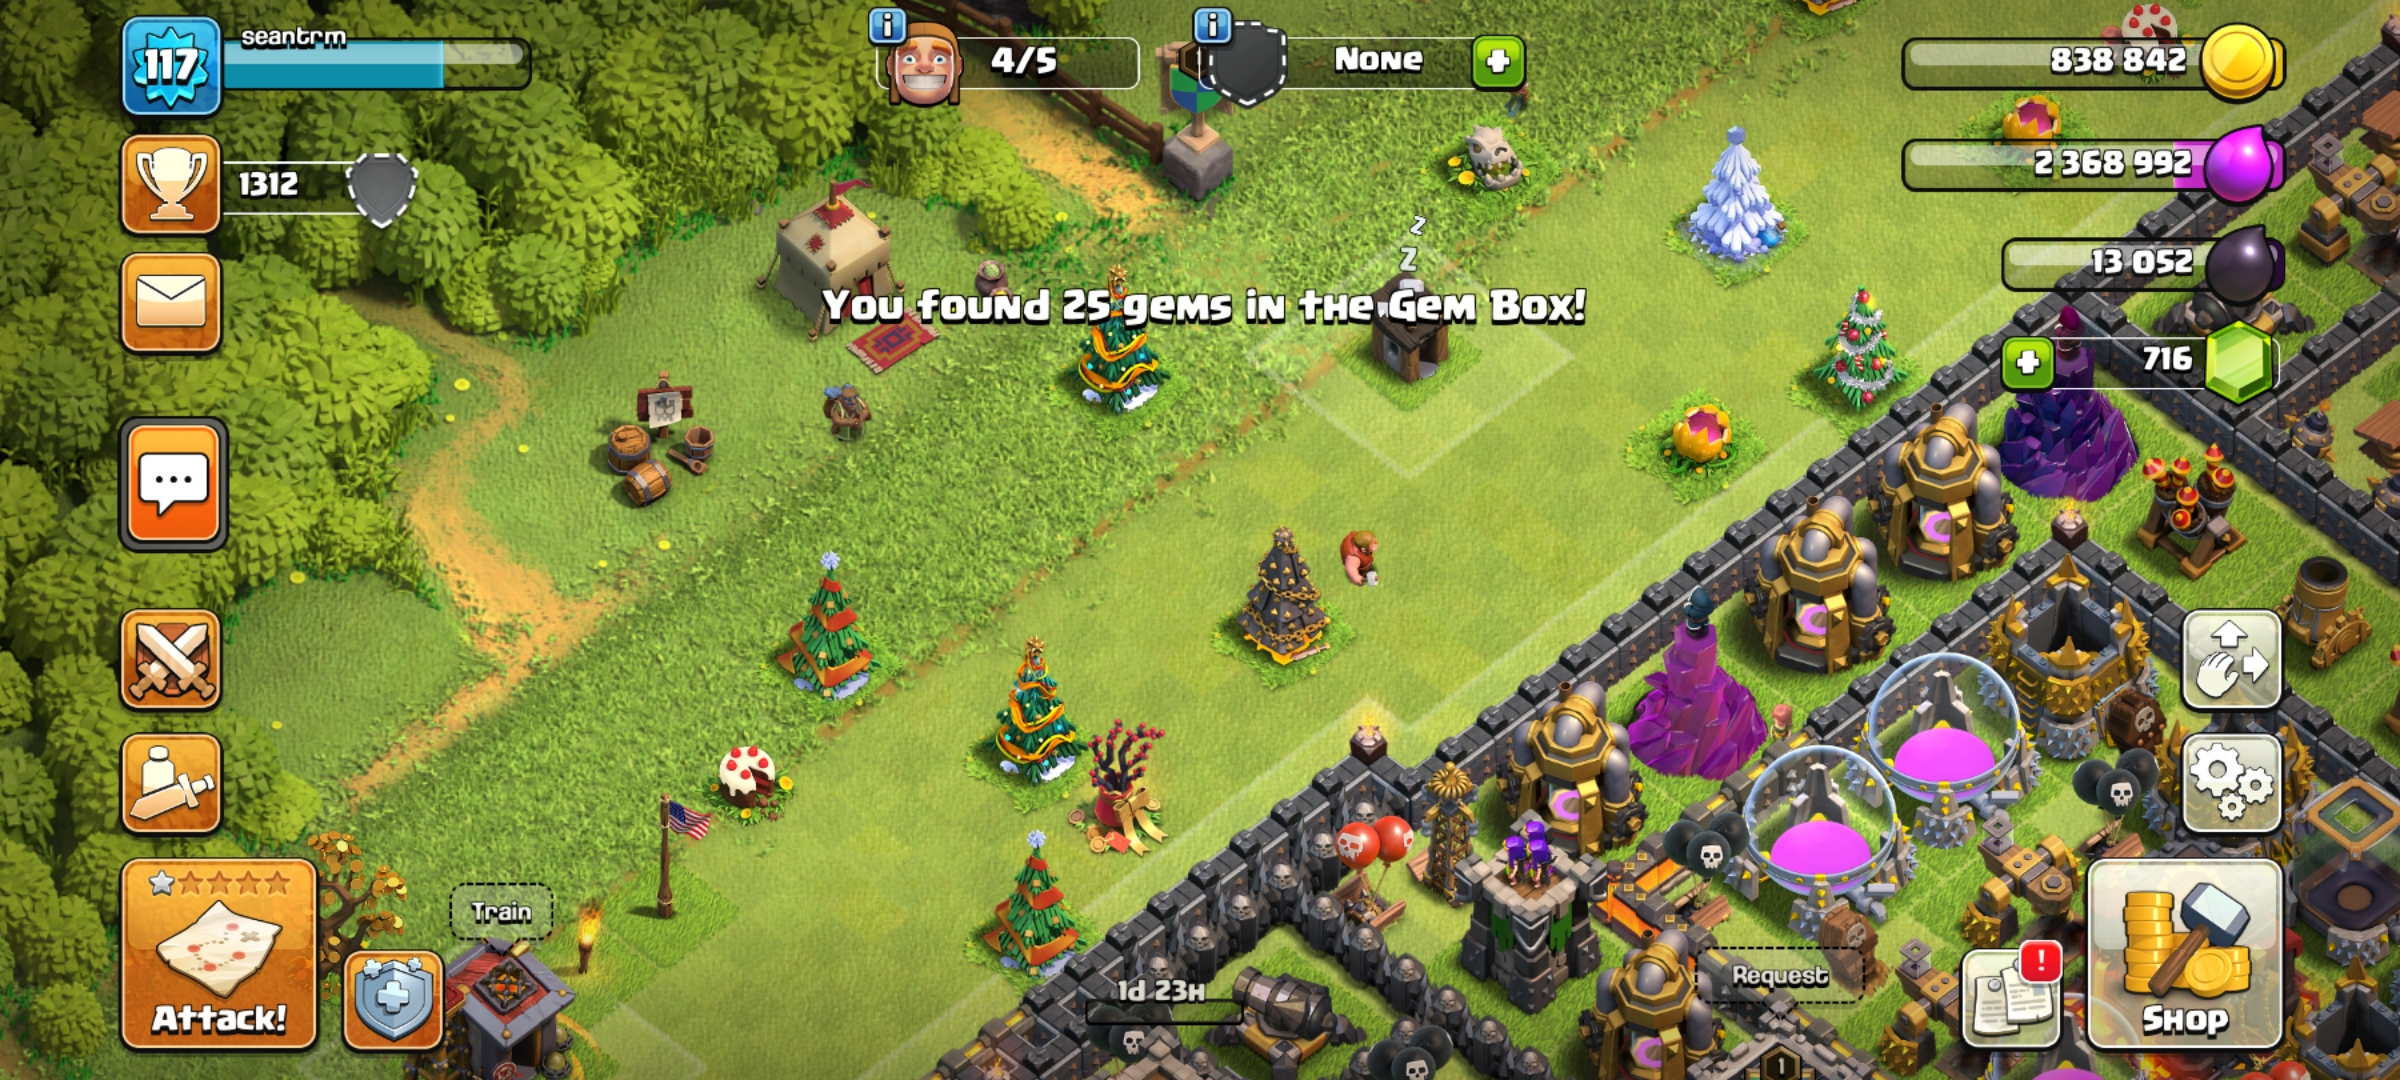 117
seantrm
4/5
None
838 842
1312
2 368 992
13 052
You found 25 gems in the Gem Box!
716
Train
Request
1d 23H
Attack!
!
Shop
1